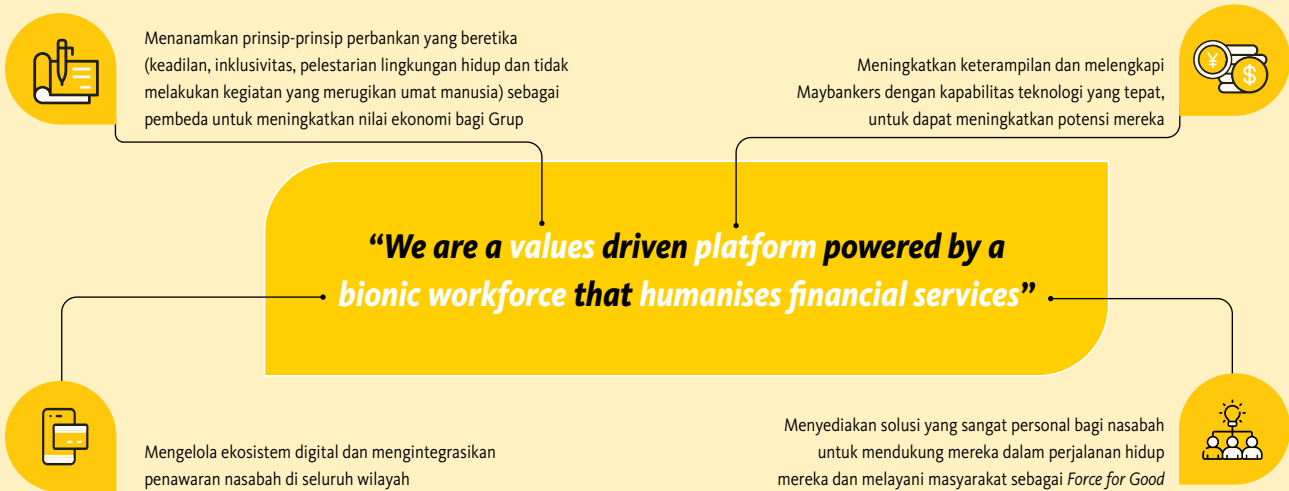 Menanamkan prinsip-prinsip perbankan yang beretika
(keadilan, inklusivitas, pelestarian lingkungan hidup dan tidak
melakukan kegiatan yang merugikan umat manusia) sebagai
pembeda untuk meningkatkan nilai ekonomi bagi Grup
Meningkatkan keterampilan dan melengkapi
Maybankers dengan kapabilitas teknologi yang tepat,
untuk dapat meningkatkan potensi mereka
¥
$
“We are a values driven platform powered by a
bionic workforce that humanises financial services”
Mengelola ekosistem digital dan mengintegrasikan
penawaran nasabah di seluruh wilayah
Menyediakan solusi yang sangat personal bagi nasabah
untuk mendukung mereka dalam perjalanan hidup
mereka dan melayani masyarakat sebagai Force for Good